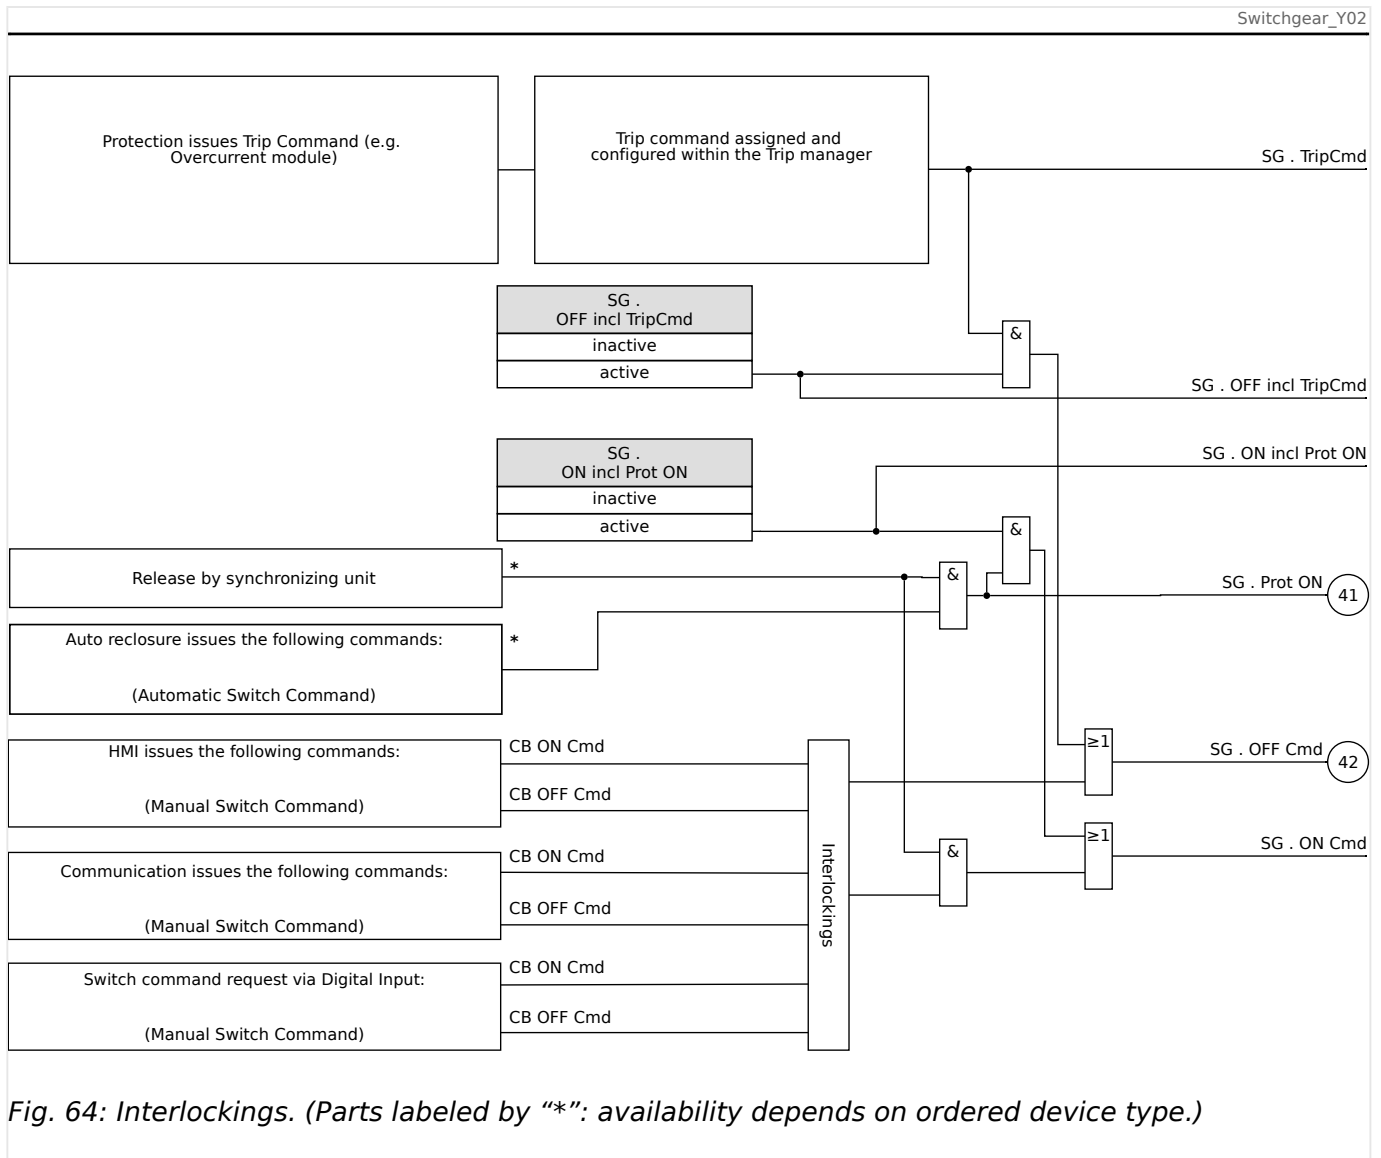 Switchgear_Y02
Protection issues Trip Command (e.g.
Overcurrent module)
Trip command assigned and
configured within the Trip manager
SG . TripCmd
SG .
OFF incl TripCmd
inactive
active
&
SG . OFF incl TripCmd
SG .
ON incl Prot ON
inactive
active
SG . ON incl Prot ON
&
Release by synchronizing unit
*
&
SG . Prot ON
41
Auto reclosure issues the following commands:
(Automatic Switch Command)
*
HMI issues the following commands:
(Manual Switch Command)
CB ON Cmd
CB OFF Cmd
≥1
SG . OFF Cmd
42
Communication issues the following commands:
(Manual Switch Command)
CB ON Cmd
CB OFF Cmd
Interlockings
&
≥1
SG . ON Cmd
Switch command request via Digital Input:
(Manual Switch Command)
CB ON Cmd
CB OFF Cmd
Fig. 64: Interlockings. (Parts labeled by “*”: availability depends on ordered device type.)